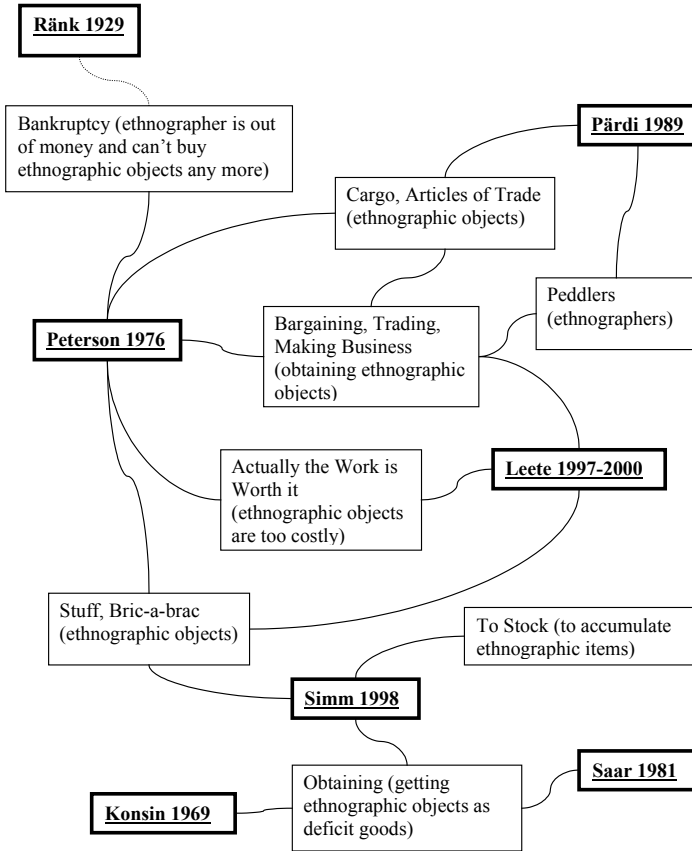 Ränk 1929
Bankruptcy (ethnographer is out
of money and can't buy
ethnographic objects any more)
Pärdi 1989
Cargo, Articles of Trade
(ethnographic objects)
Peddlers
(ethnographers)
Peterson 1976
Bargaining, Trading,
Making Business
(obtaining ethnographic
objects)
Actually the Work is
Worth it
(ethnographic objects
are too costly)
Leete 1997-2000
Stuff, Bric-a-brac
(ethnographic objects)
To Stock (to accumulate
ethnographic items)
Simm 1998
Saar 1981
Obtaining (getting
ethnographic objects as
deficit goods)
Konsin 1969